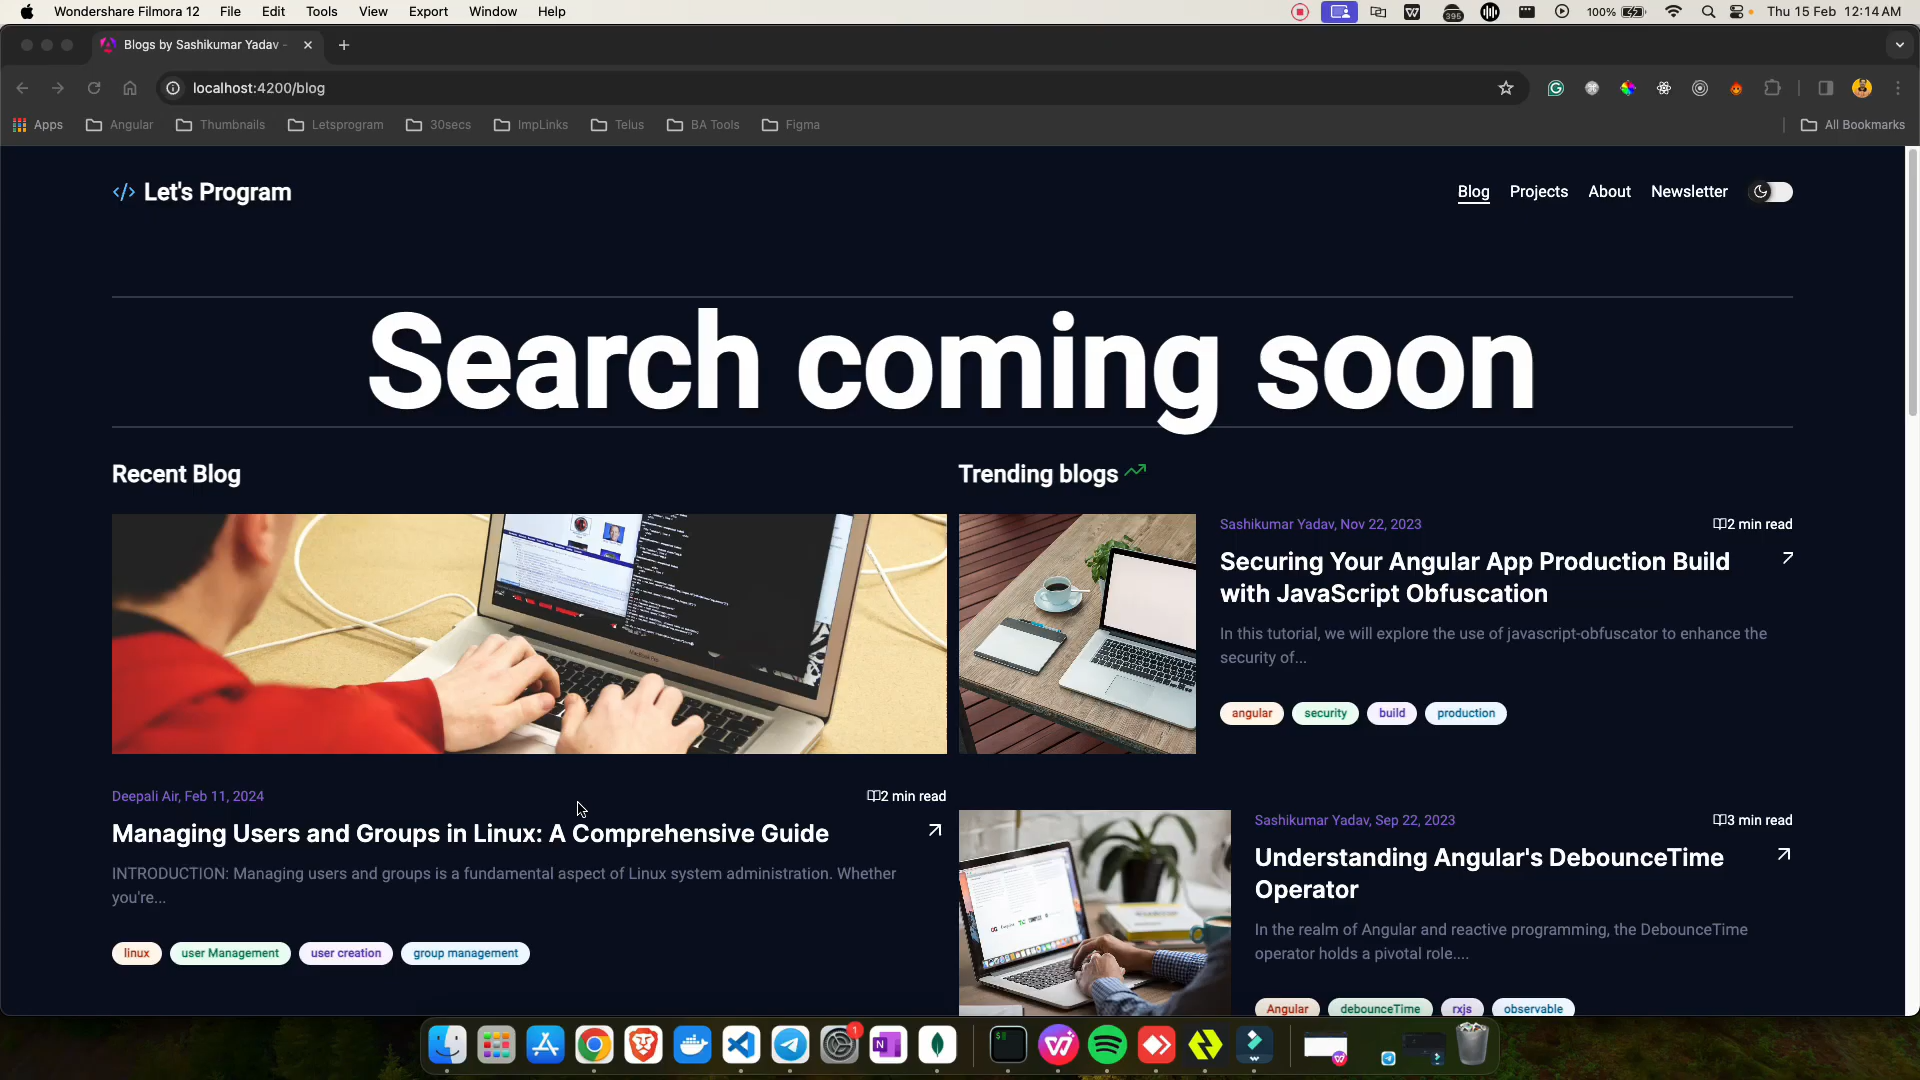 Wondershare Filmora 12 File Edit Tools View Export Window Help
395 100% Thu 15 Feb 12:14 AM
Blogs by Sashikumar Yadav -
localhost:4200/blog
Apps Angular Thumbnails Letsprogram 30secs ImpLinks Telus BA Tools Figma All Bookmarks
</> Let's Program
Blog Projects About Newsletter
Search coming soon
Recent Blog
Deepali Air, Feb 11, 2024 2 min read
Managing Users and Groups in Linux: A Comprehensive Guide
INTRODUCTION: Managing users and groups is a fundamental aspect of Linux system administration. Whether
you're...
linux user Management user creation group management
Trending blogs
Sashikumar Yadav, Nov 22, 2023 2 min read
Securing Your Angular App Production Build
with JavaScript Obfuscation
In this tutorial, we will explore the use of javascript-obfuscator to enhance the
security of...
angular security build production
Sashikumar Yadav, Sep 22, 2023 3 min read
Understanding Angular's DebounceTime
Operator
In the realm of Angular and reactive programming, the DebounceTime
operator holds a pivotal role....
Angular debounceTime rxjs observable
1